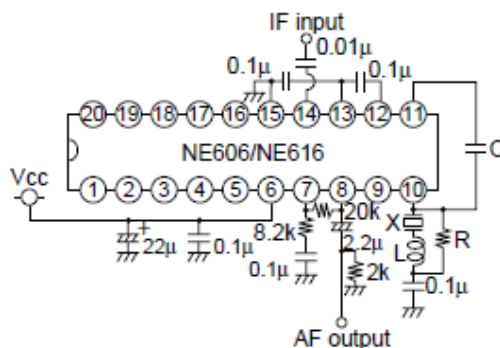 IF input
0.01μ
0.1μ
0.1μ
20 19 18 17 16 15 14 13 12 11
NE606/NE616
C
Vcc
1 2 3 4 5 6 7 8 9 10
+
22μ
0.1μ
8.2k
20k
2.2μ
0.1μ
2k
X
L
R
0.1μ
AF output